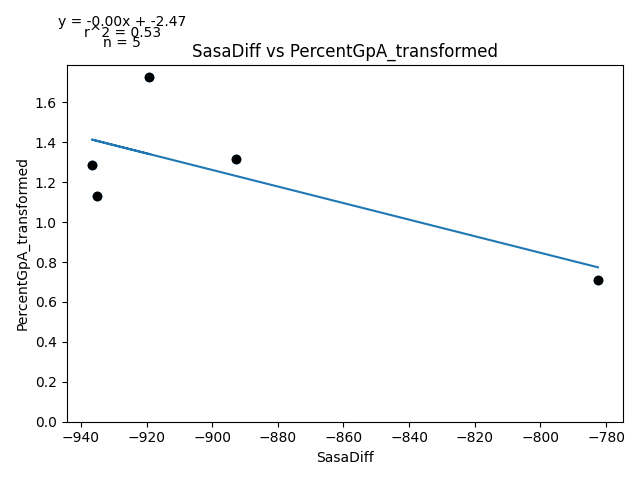 y = -0.00x + -2.47
r^2 = 0.53
n = 5
SasaDiff vs PercentGpA_transformed
PercentGpA_transformed
1.6
1.4
1.2
1.0
0.8
0.6
0.4
0.2
0.0
−940 −920 −900 −880 −860 −840 −820 −800 −780
SasaDiff